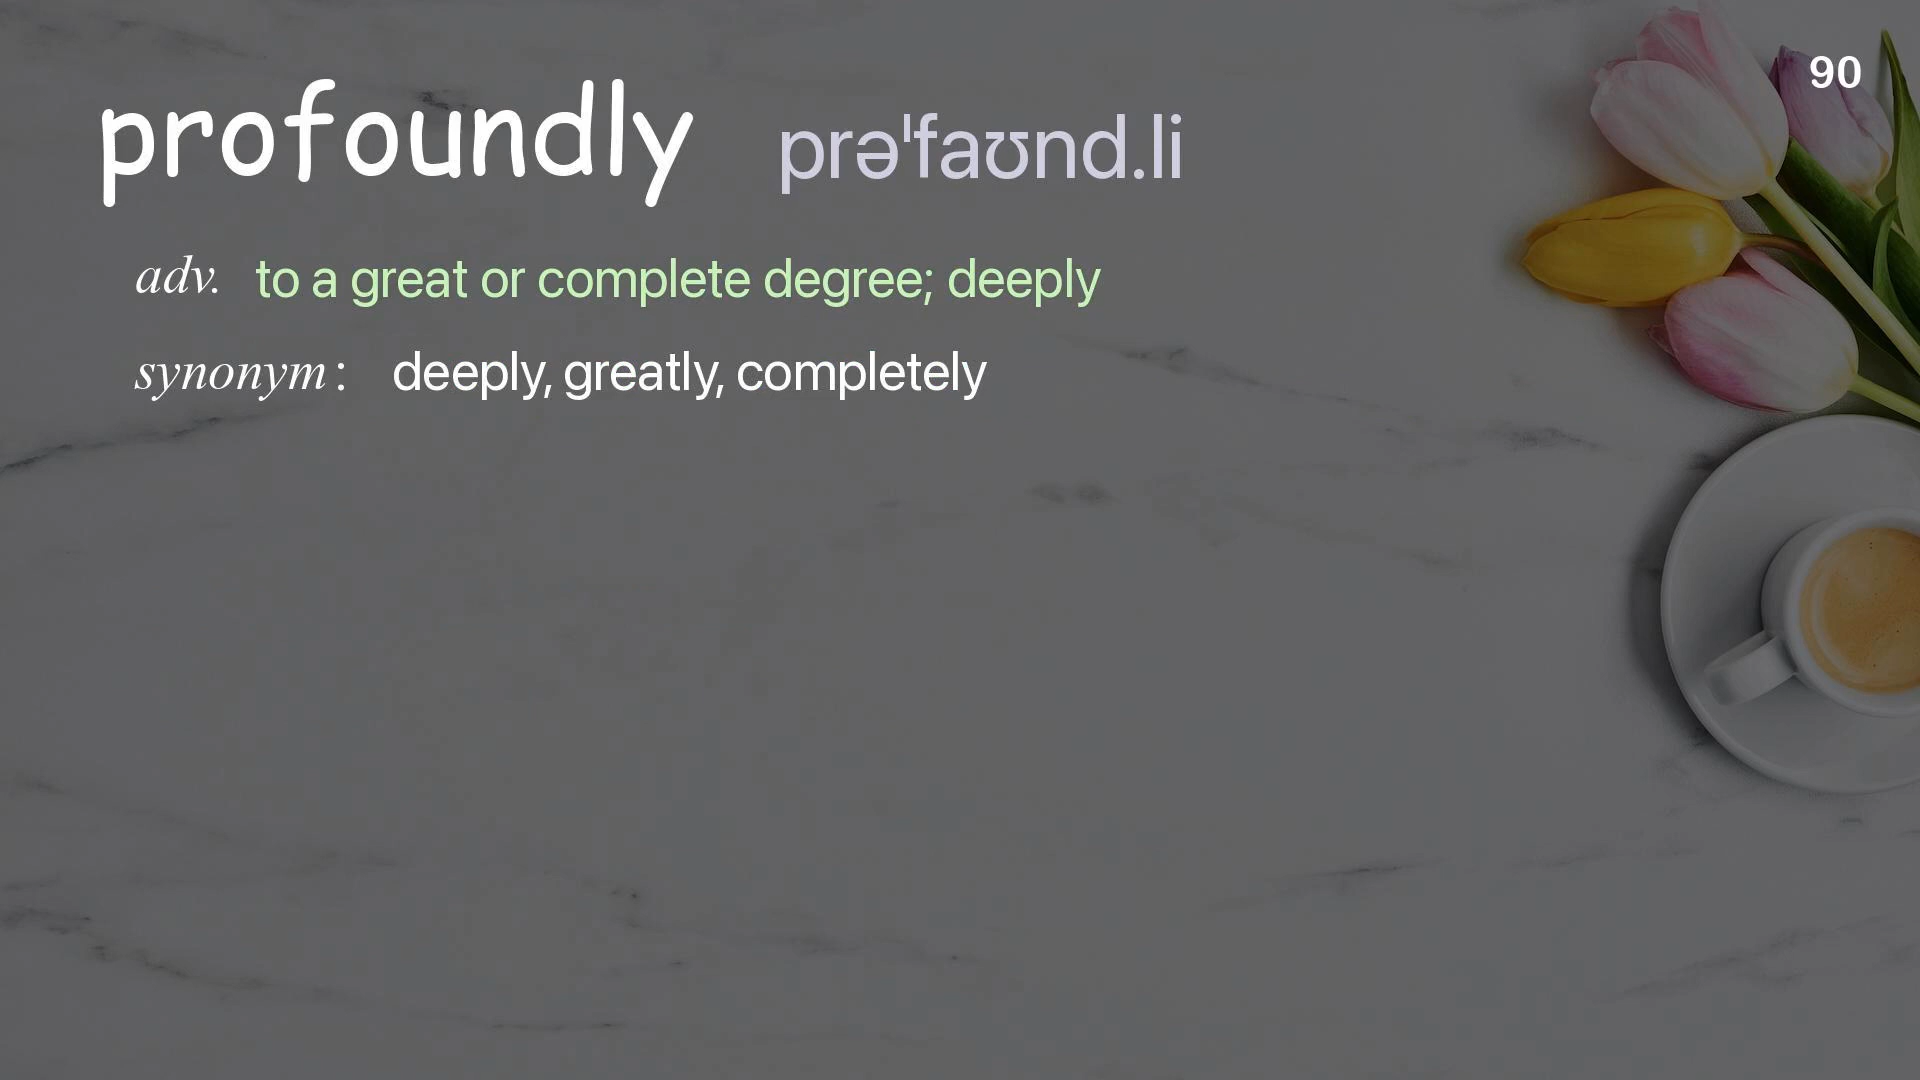 90
profoundly prəˈfaʊnd.li
adv. to a great or complete degree; deeply
synonym: deeply, greatly, completely